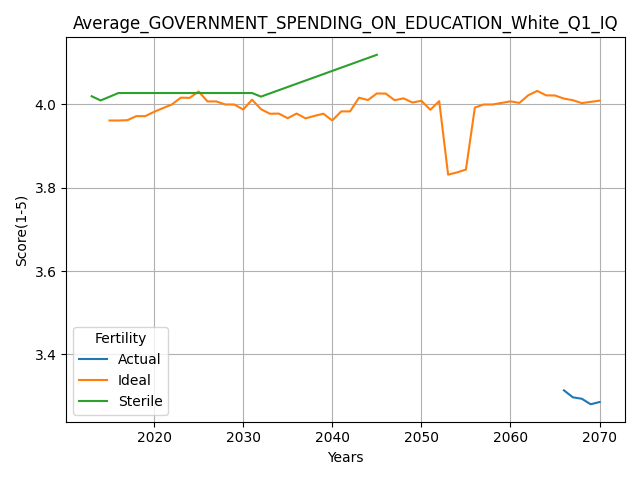 Average_GOVERNMENT_SPENDING_ON_EDUCATION_White_Q1_IQ
Score(1-5)
4.0
3.8
3.6
3.4
Fertility
Actual
Ideal
Sterile
2020 2030 2040 2050 2060 2070
Years